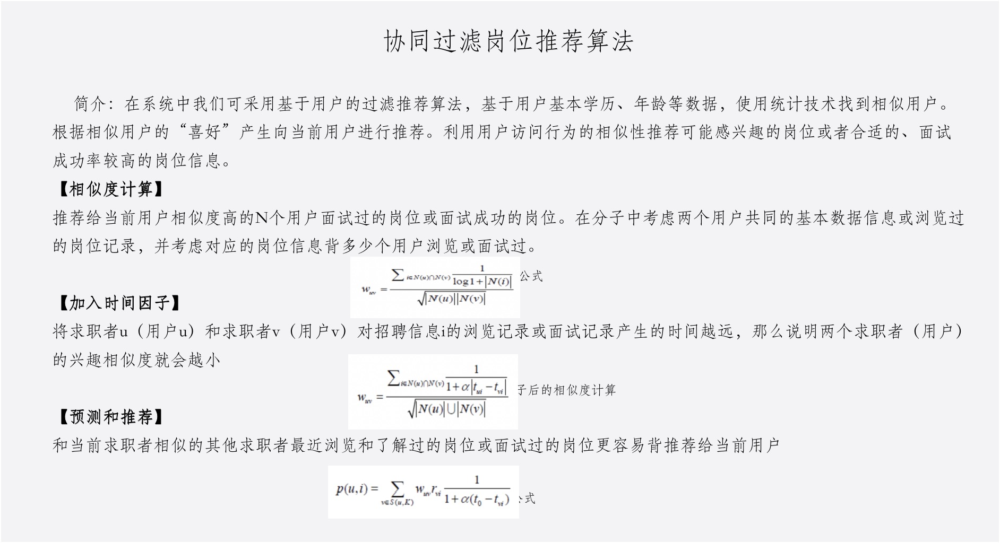 协同过滤岗位推荐算法
简介：在系统中我们可采用基于用户的过滤推荐算法，基于用户基本学历、年龄等数据，使用统计技术找到相似用户。
根据相似用户的“喜好”产生向当前用户进行推荐。利用用户访问行为的相似性推荐可能感兴趣的岗位或者合适的、面试
成功率较高的岗位信息。
【相似度计算】
推荐给当前用户相似度高的N个用户面试过的岗位或面试成功的岗位。在分子中考虑两个用户共同的基本数据信息或浏览过
的岗位记录，并考虑对应的岗位信息背多少个用户浏览或面试过。
w_{uv} = \frac{\sum_{i∈N(u)∩N(v)} \frac{1}{log1+|N(i)|}}{\sqrt{|N(u)||N(v)|}} 公式
【加入时间因子】
将求职者u（用户u）和求职者v（用户v）对招聘信息i的浏览记录或面试记录产生的时间越远，那么说明两个求职者（用户）
的兴趣相似度就会越小
w_{uv} = \frac{\sum_{i∈N(u)∩N(v)} \frac{1}{1+α|t_{ui}−t_{vi}|}}{\sqrt{|N(u)|∪|N(v)|}} 子后的相似度计算
【预测和推荐】
和当前求职者相似的其他求职者最近浏览和了解过的岗位或面试过的岗位更容易背推荐给当前用户
p(u,i) = \sum_{v∈S(u,K)} w_{uv} r_{vi} \frac{1}{1+α(t_0−t_{vi})} 式